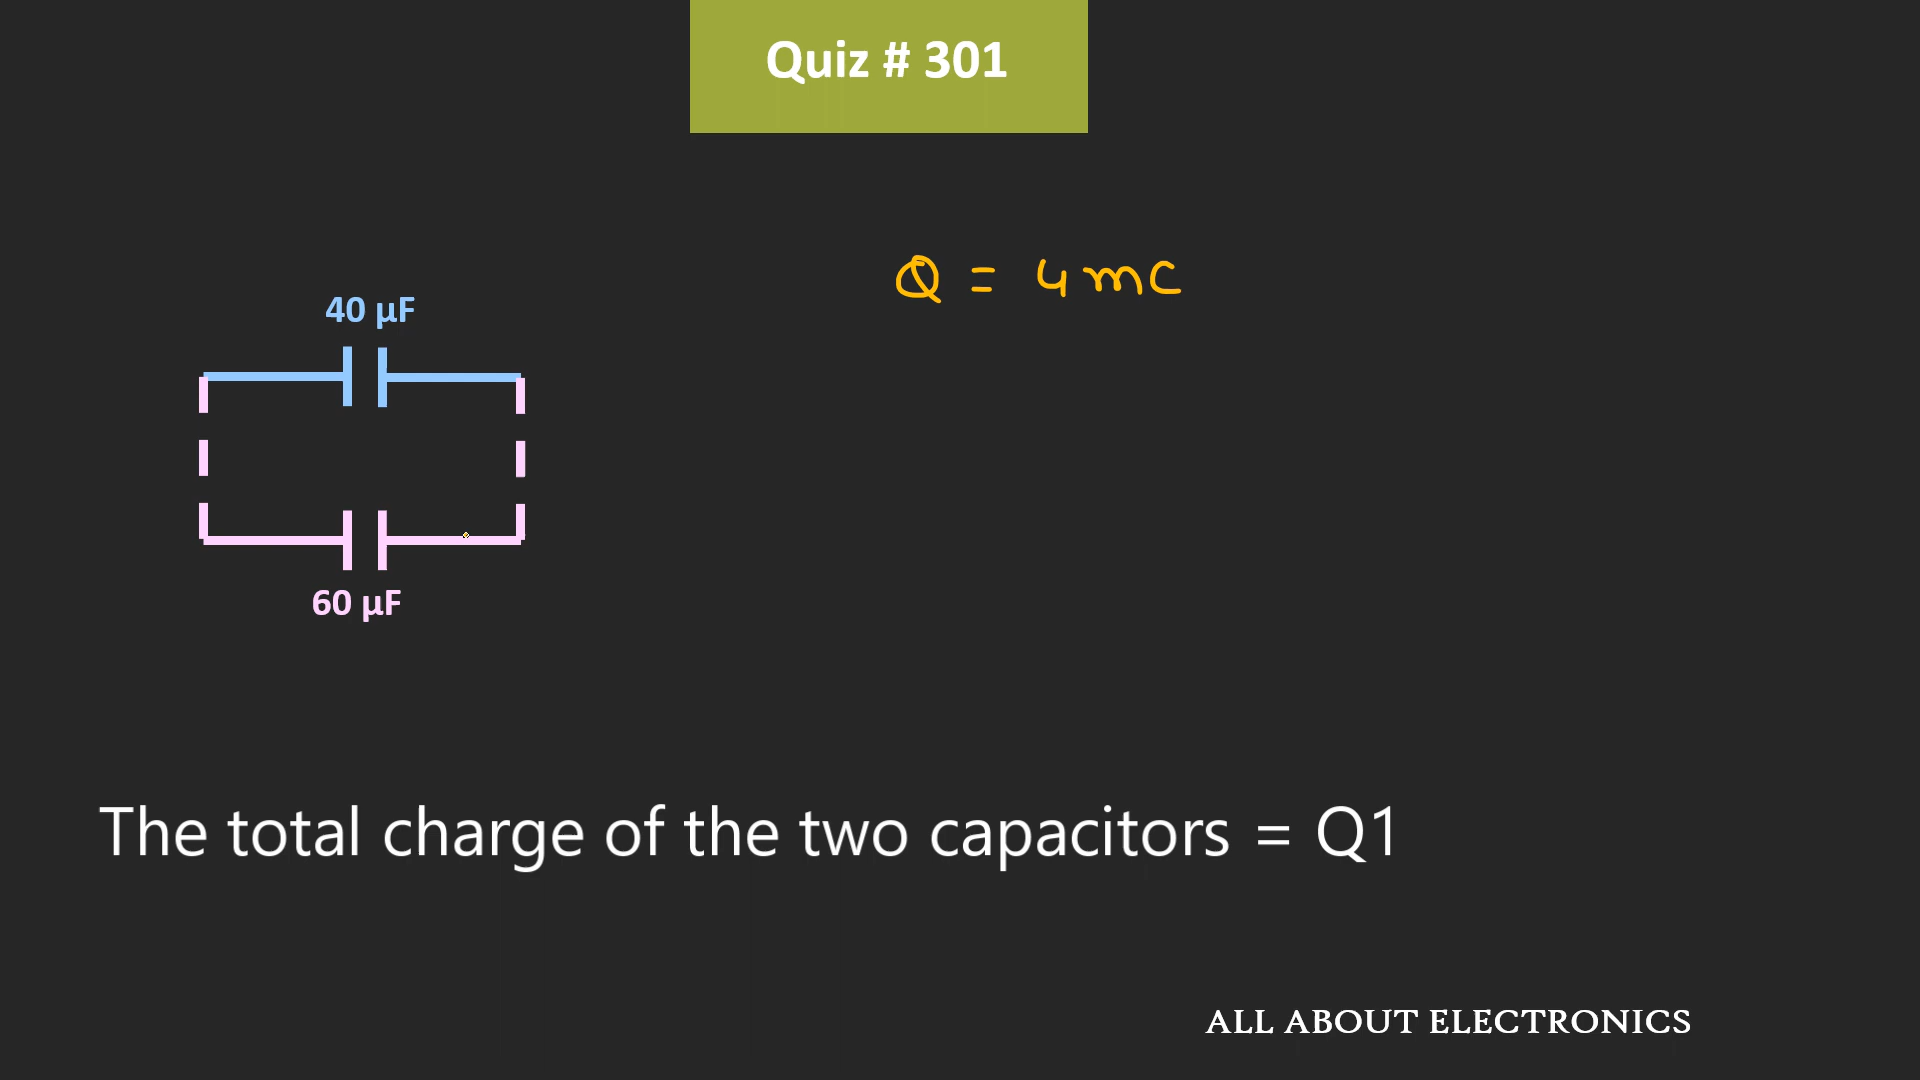 Quiz # 301
Q = 4 mC
40 µF
60 µF
The total charge of the two capacitors = Q1
ALL ABOUT ELECTRONICS